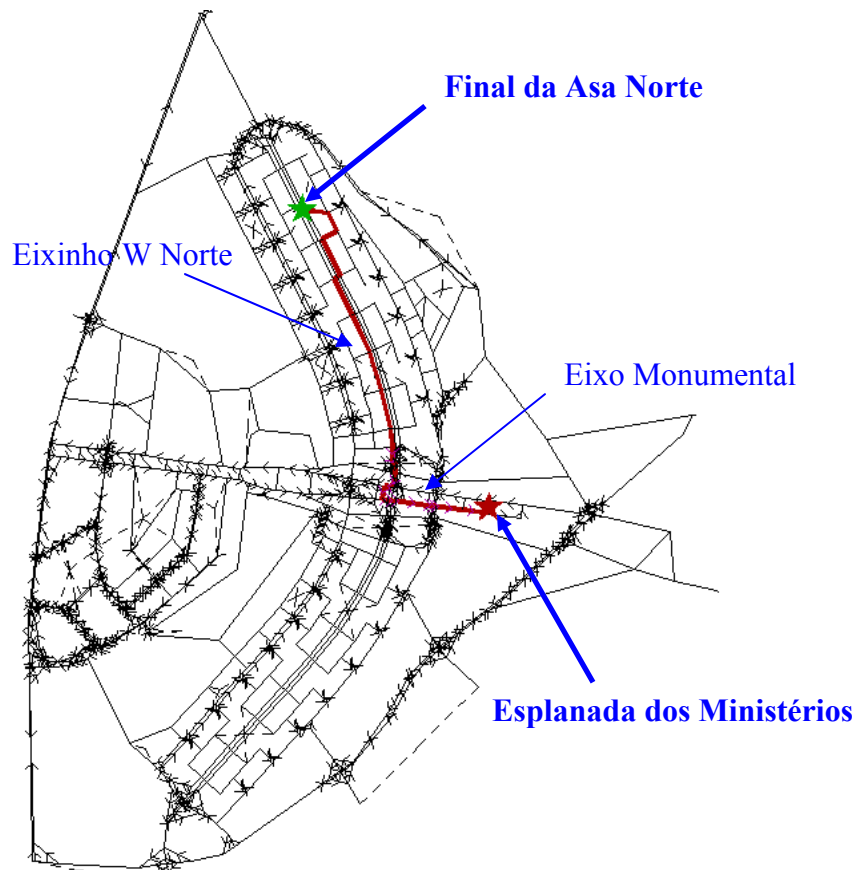 Final da Asa Norte
Eixinho W Norte
Eixo Monumental
Esplanada dos Ministérios